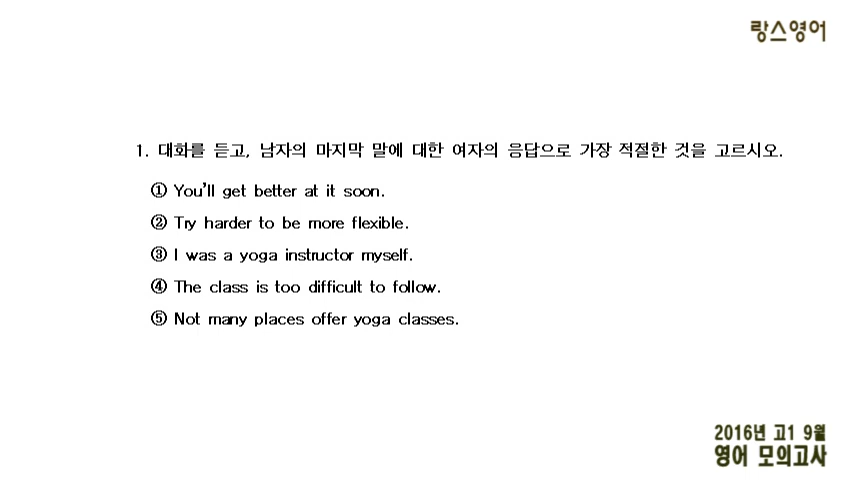 랑스영어
1. 대화를 듣고, 남자의 마지막 말에 대한 여자의 응답으로 가장 적절한 것을 고르시오.
① You’ll get better at it soon.
② Try harder to be more flexible.
③ I was a yoga instructor myself.
④ The class is too difficult to follow.
⑤ Not many places offer yoga classes.
2016년 고1 9월
영어 모의고사